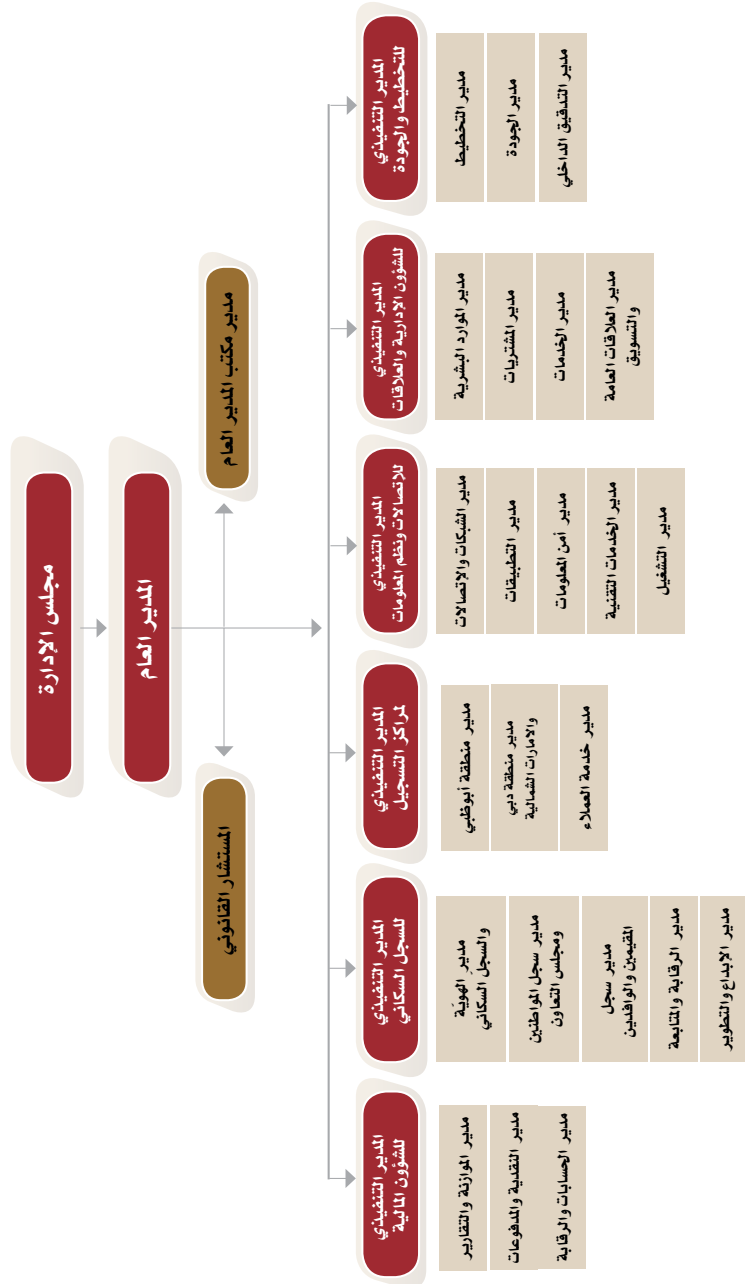 مجلس الإدارة
المدير العام
مدير مكتب المدير العام
المستشار القانوني
المدير التنفيذي
للتخطيط والجودة
مدير التخطيط
مدير الجودة
مدير التدقيق الداخلي
المدير التنفيذي
للشؤون الإدارية والعلاقات
مدير الموارد البشرية
مدير المشتريات
مدير الخدمات
مدير العلاقات العامة
والتسويق
المدير التنفيذي
للإتصالات ونظم المعلومات
مدير الشبكات والإتصالات
مدير التطبيقات
مدير أمن المعلومات
مدير الخدمات التقنية
مدير التشغيل
المدير التنفيذي
لمراكز التسجيل
مدير منطقة أبوظبي
مدير منطقة دبي
والامارات الشمالية
مدير خدمة العملاء
المدير التنفيذي
للسجل السكاني
مدير الهوية
والسجل السكاني
مدير سجل المواطنين
ومجلس التعاون
مدير سجل
المقيمين والوافدين
مدير الرقابة والمتابعة
مدير الإبداع والتطوير
المدير التنفيذي
للشؤون المالية
مدير الموازنة والتقارير
مدير النقدية والمدفوعات
مدير الحسابات والرقابة